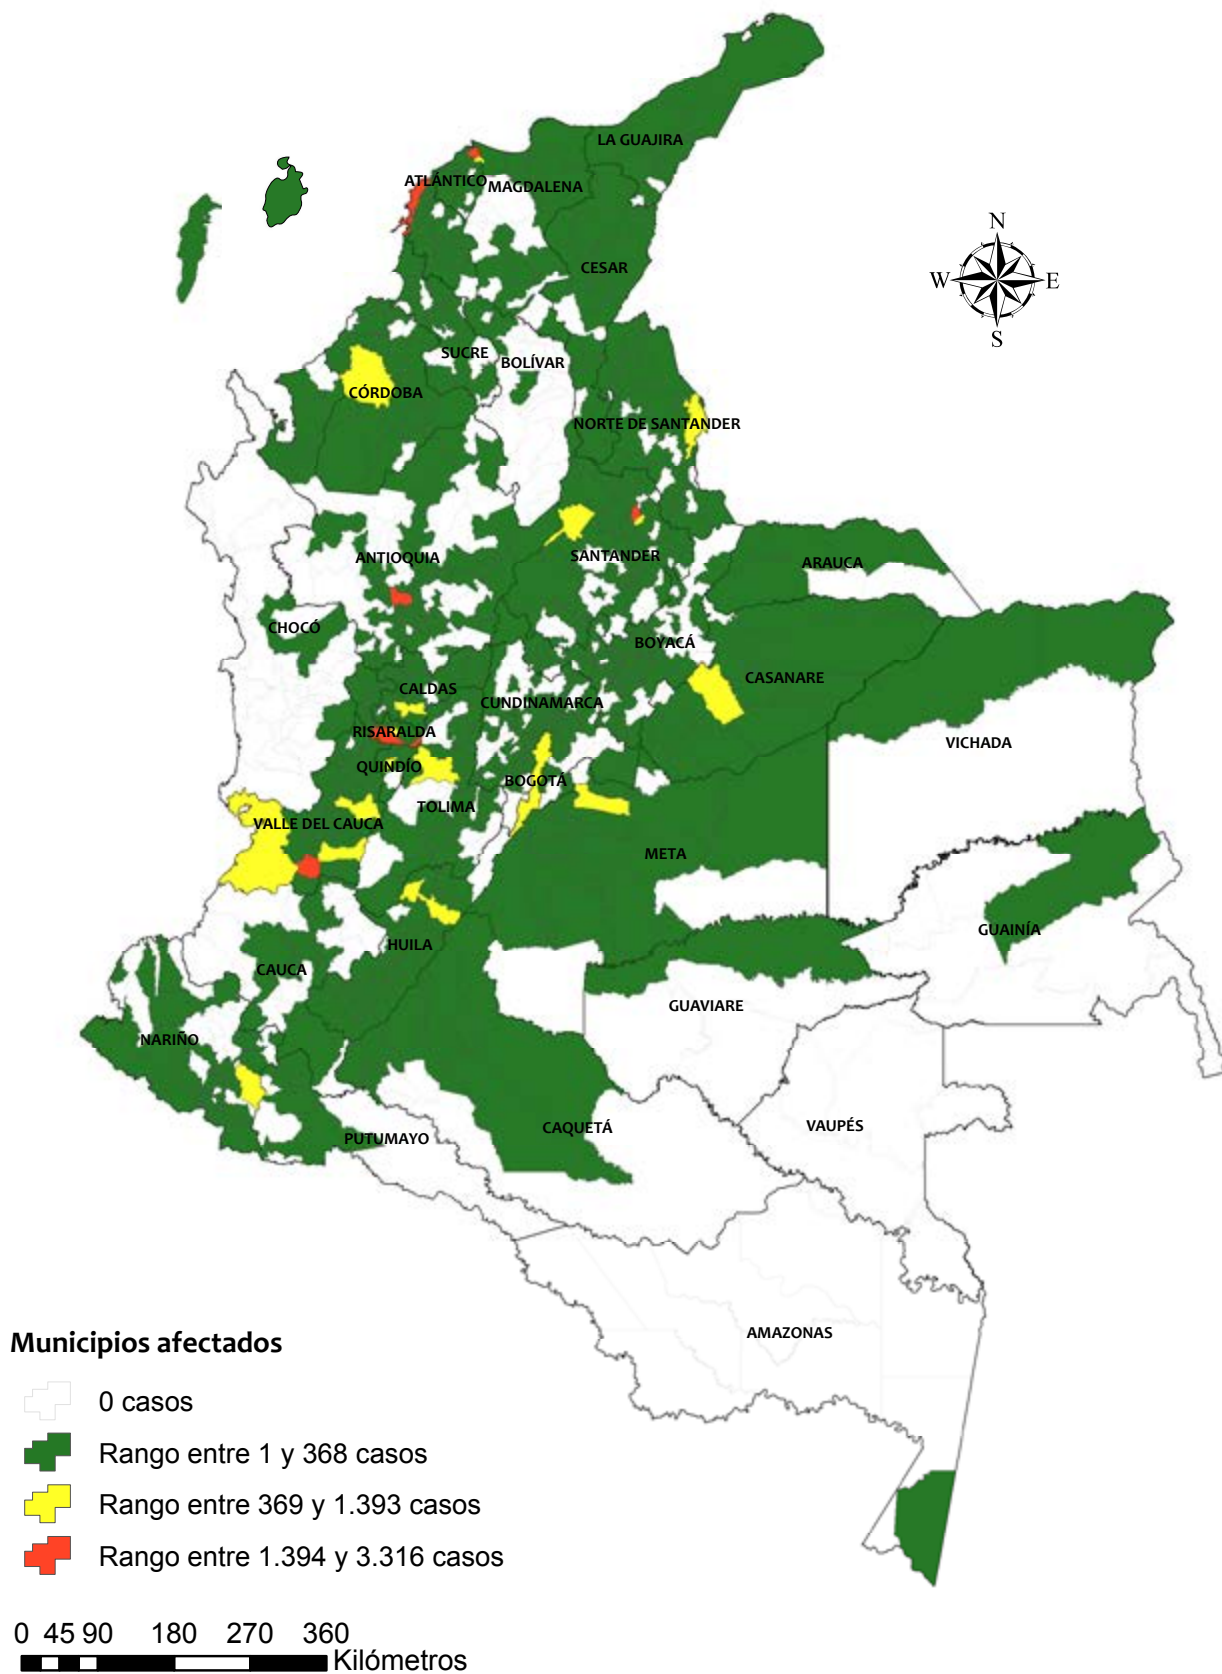 LA GUAJIRA
ATLÁNTICO
MAGDALENA
N
W
E
S
CESAR
SUCRE
BOLÍVAR
CÓRDOBA
NORTE DE SANTANDER
ANTIOQUIA
SANTANDER
ARAUCA
CHOCÓ
BOYACÁ
CASANARE
CALDAS
CUNDINAMARCA
RISARALDA
VICHADA
QUINDÍO
BOGOTÁ
TOLIMA
VALLE DEL CAUCA
META
GUAINÍA
HUILA
CAUCA
GUAVIARE
NARIÑO
CAQUETÁ
VAUPÉS
PUTUMAYO
AMAZONAS
Municipios afectados
0 casos
Rango entre 1 y 368 casos
Rango entre 369 y 1.393 casos
Rango entre 1.394 y 3.316 casos
0 45 90 180 270 360
Kilómetros